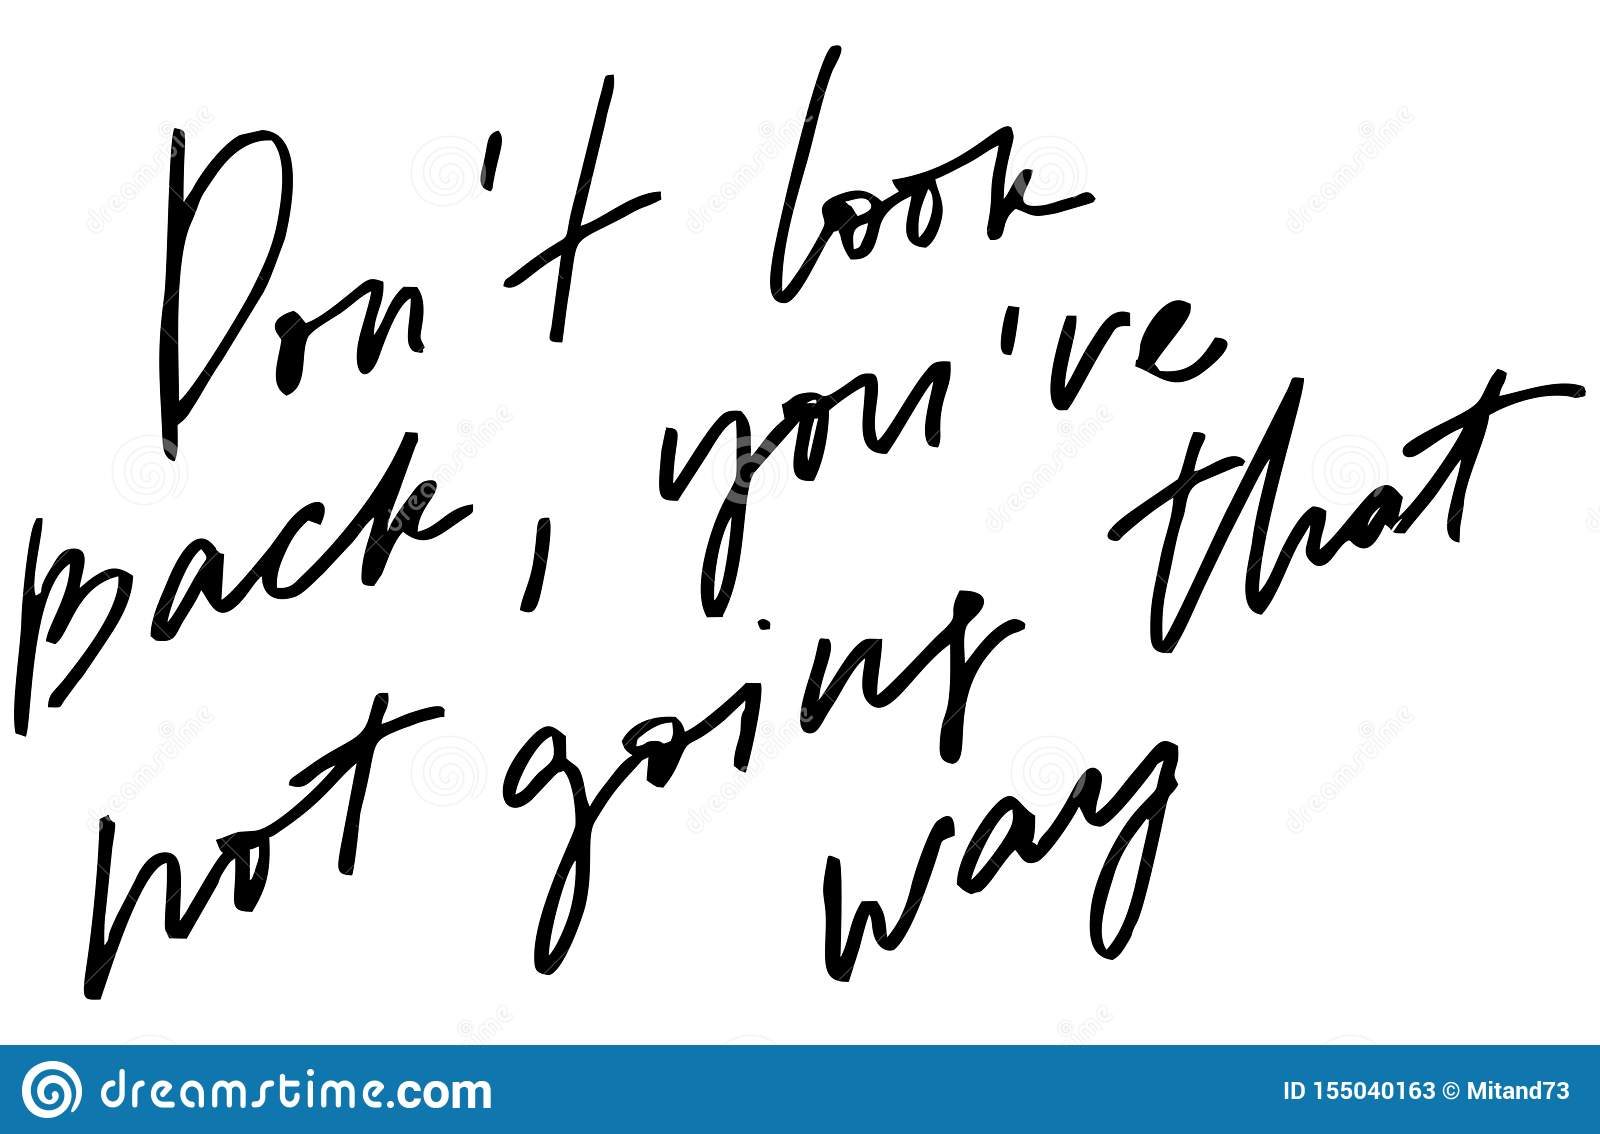 Don't look
Back, you've
not going that
way
dreamstime.com
ID 155040163 © Mitand73